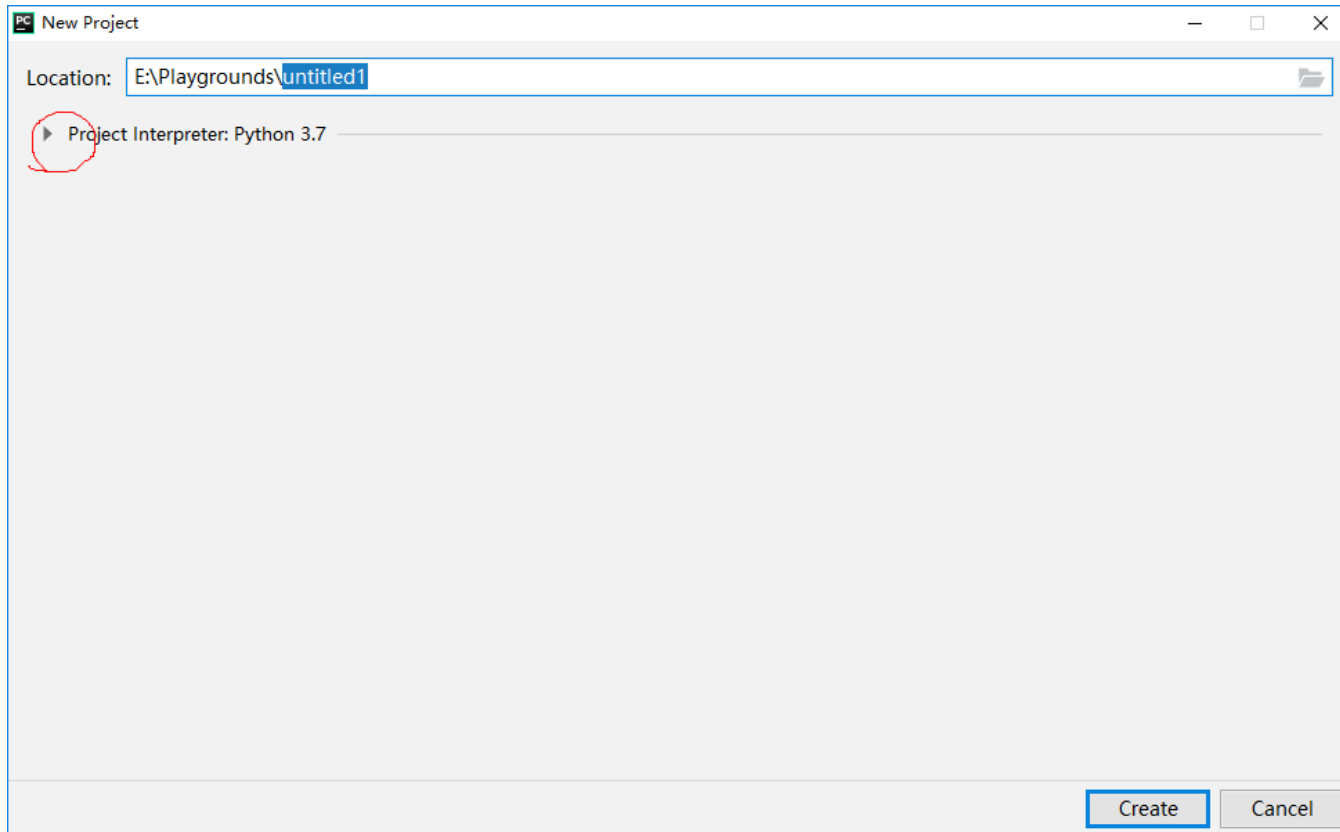 PC New Project
Location: E:\Playgrounds\untitled1
Project Interpreter: Python 3.7
Create Cancel